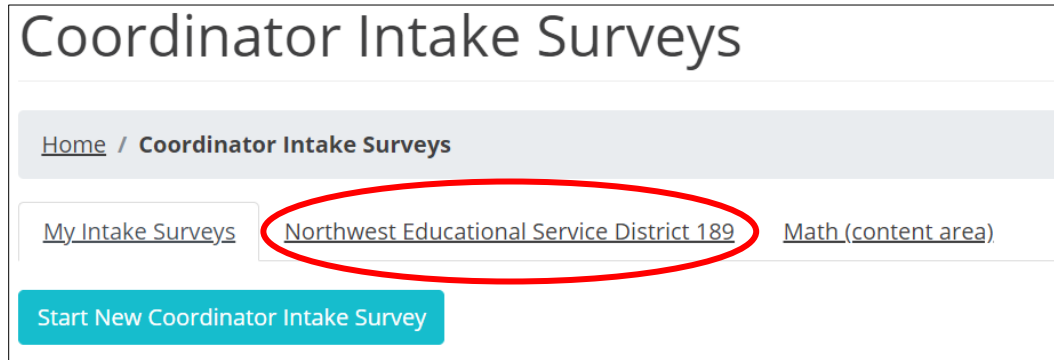 Coordinator Intake Surveys
Home / Coordinator Intake Surveys
My Intake Surveys Northwest Educational Service District 189 Math (content area)
Start New Coordinator Intake Survey